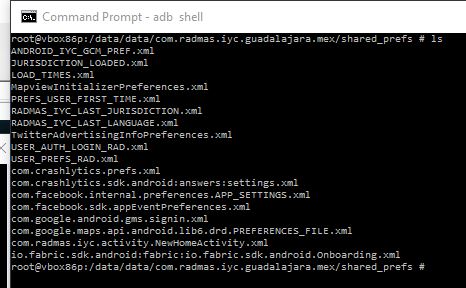 Command Prompt - adb shell
root@vbox86p:/data/data/com.radmas.iyc.guadalajara.mex/shared_prefs # ls
ANDROID_IYC_GCM_PREF.xml
JURISDICTION_LOADED.xml
LOAD_TIMES.xml
MapviewInitializerPreferences.xml
PREFS_USER_FIRST_TIME.xml
RADMAS_IYC_LAST_JURISDICTION.xml
RADMAS_IYC_LAST_LANGUAGE.xml
TwitterAdvertisingInfoPreferences.xml
USER_AUTH_LOGIN_RAD.xml
USER_PREFS_RAD.xml
com.crashlytics.prefs.xml
com.crashlytics.sdk.android:answers:settings.xml
com.facebook.internal.preferences.APP_SETTINGS.xml
com.facebook.sdk.appEventPreferences.xml
com.google.android.gms.signin.xml
com.google.maps.api.android.lib6.drd.PREFERENCES_FILE.xml
com.radmas.iyc.activity.NewHomeActivity.xml
io.fabric.sdk.android:fabric:io.fabric.sdk.android.Onboarding.xml
root@vbox86p:/data/data/com.radmas.iyc.guadalajara.mex/shared_prefs #